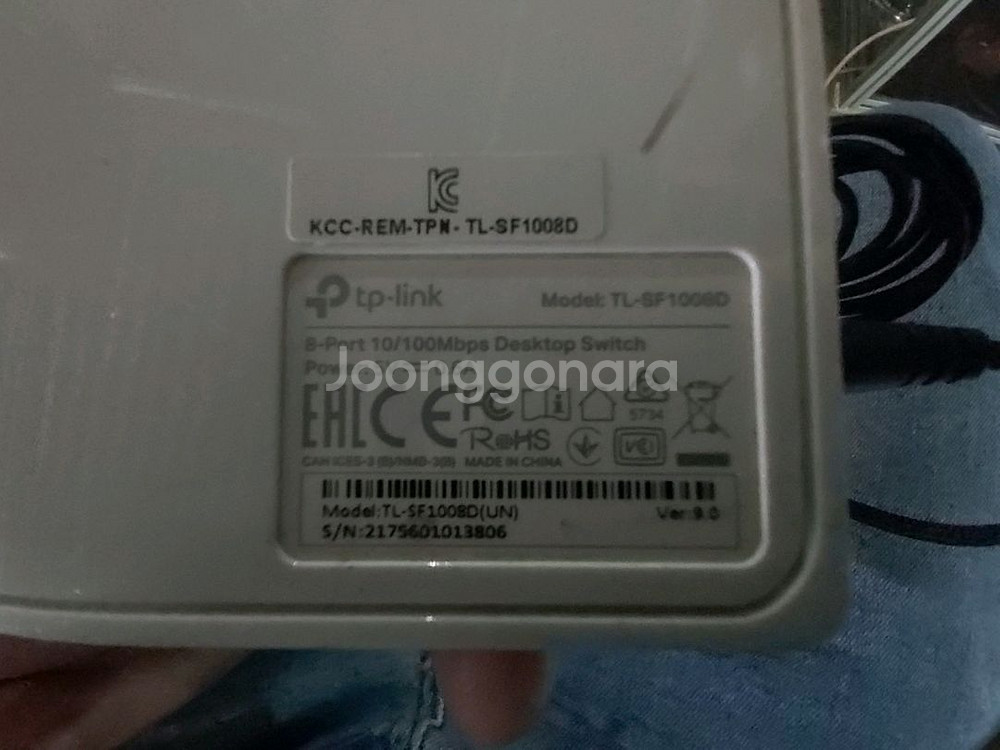 KCC-REM-TPN- TL-SF1008D
tp-link
Model: TL-SF1008D
8-Port 10/100Mbps Desktop Switch
Joonggonara
EAC CE FC
5734
RoHS
CAN ICES-3 (B)/NMB-3(B) MADE IN CHINA
Model:TL-SF1008D(UN)
Ver:9.0
S/N:2175601013806